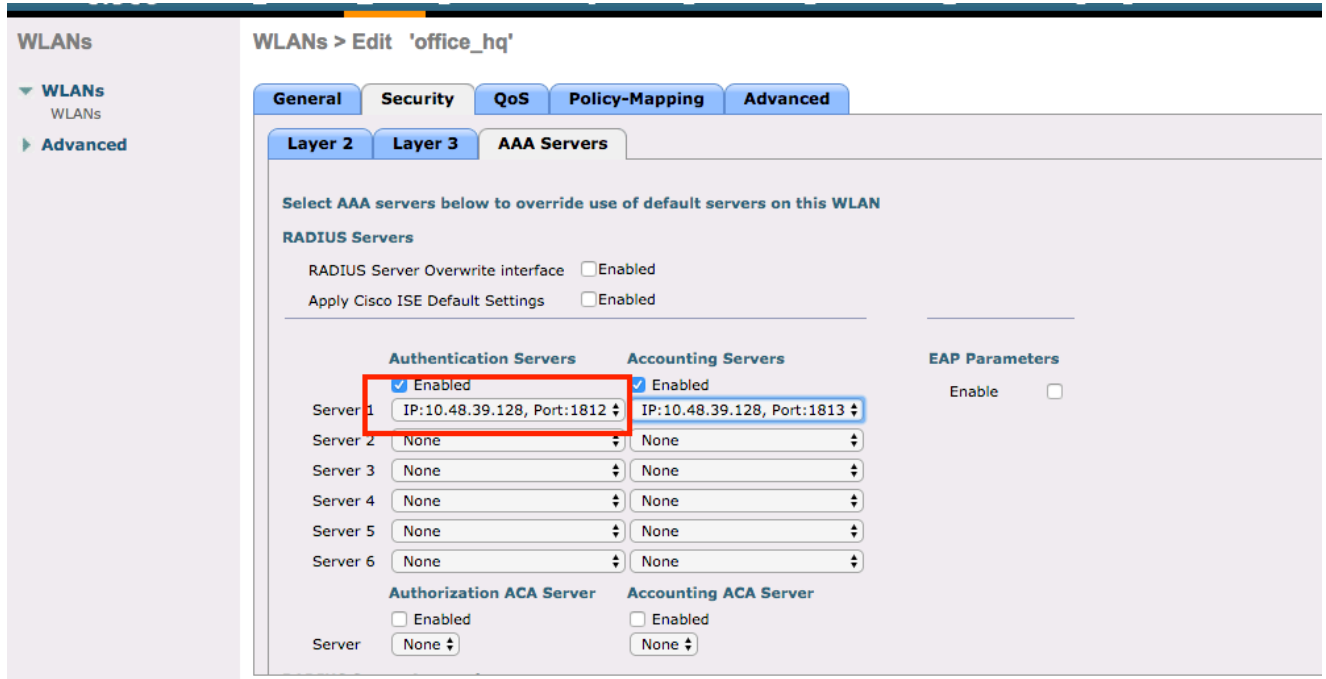 WLANs
WLANs > Edit 'office_hq'
WLANs
WLANs
Advanced
General Security QoS Policy-Mapping Advanced
Layer 2 Layer 3 AAA Servers
Select AAA servers below to override use of default servers on this WLAN
RADIUS Servers
RADIUS Server Overwrite interface Enabled
Apply Cisco ISE Default Settings Enabled
Authentication Servers Accounting Servers EAP Parameters
Enabled Enabled Enable
Server 1 IP:10.48.39.128, Port:1812 IP:10.48.39.128, Port:1813
Server 2 None None
Server 3 None None
Server 4 None None
Server 5 None None
Server 6 None None
Authorization ACA Server Accounting ACA Server
Enabled Enabled
Server None None